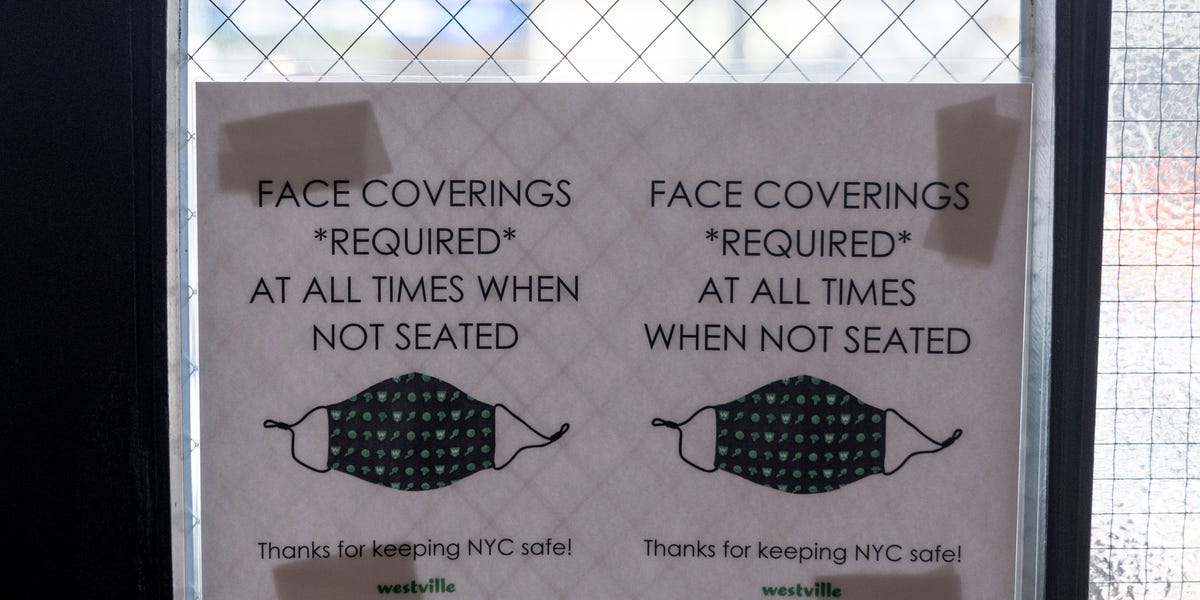 FACE COVERINGS
*REQUIRED*
AT ALL TIMES WHEN
NOT SEATED
Thanks for keeping NYC safe!
westville
FACE COVERINGS
*REQUIRED*
AT ALL TIMES
WHEN NOT SEATED
Thanks for keeping NYC safe!
westville